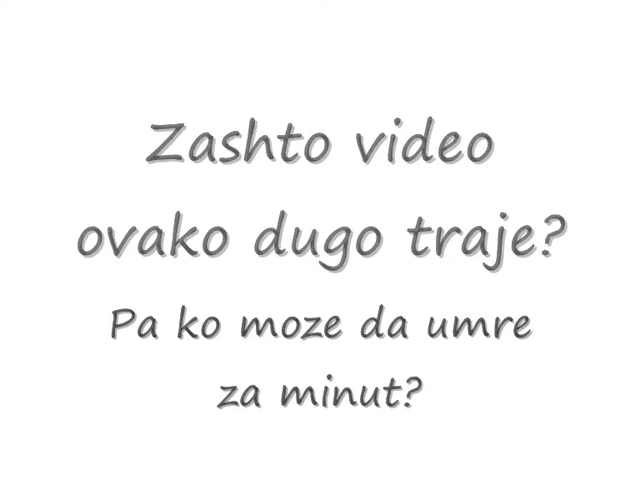 Zashto video
ovako dugo traje?
Pa ko moze da umre
za minut?